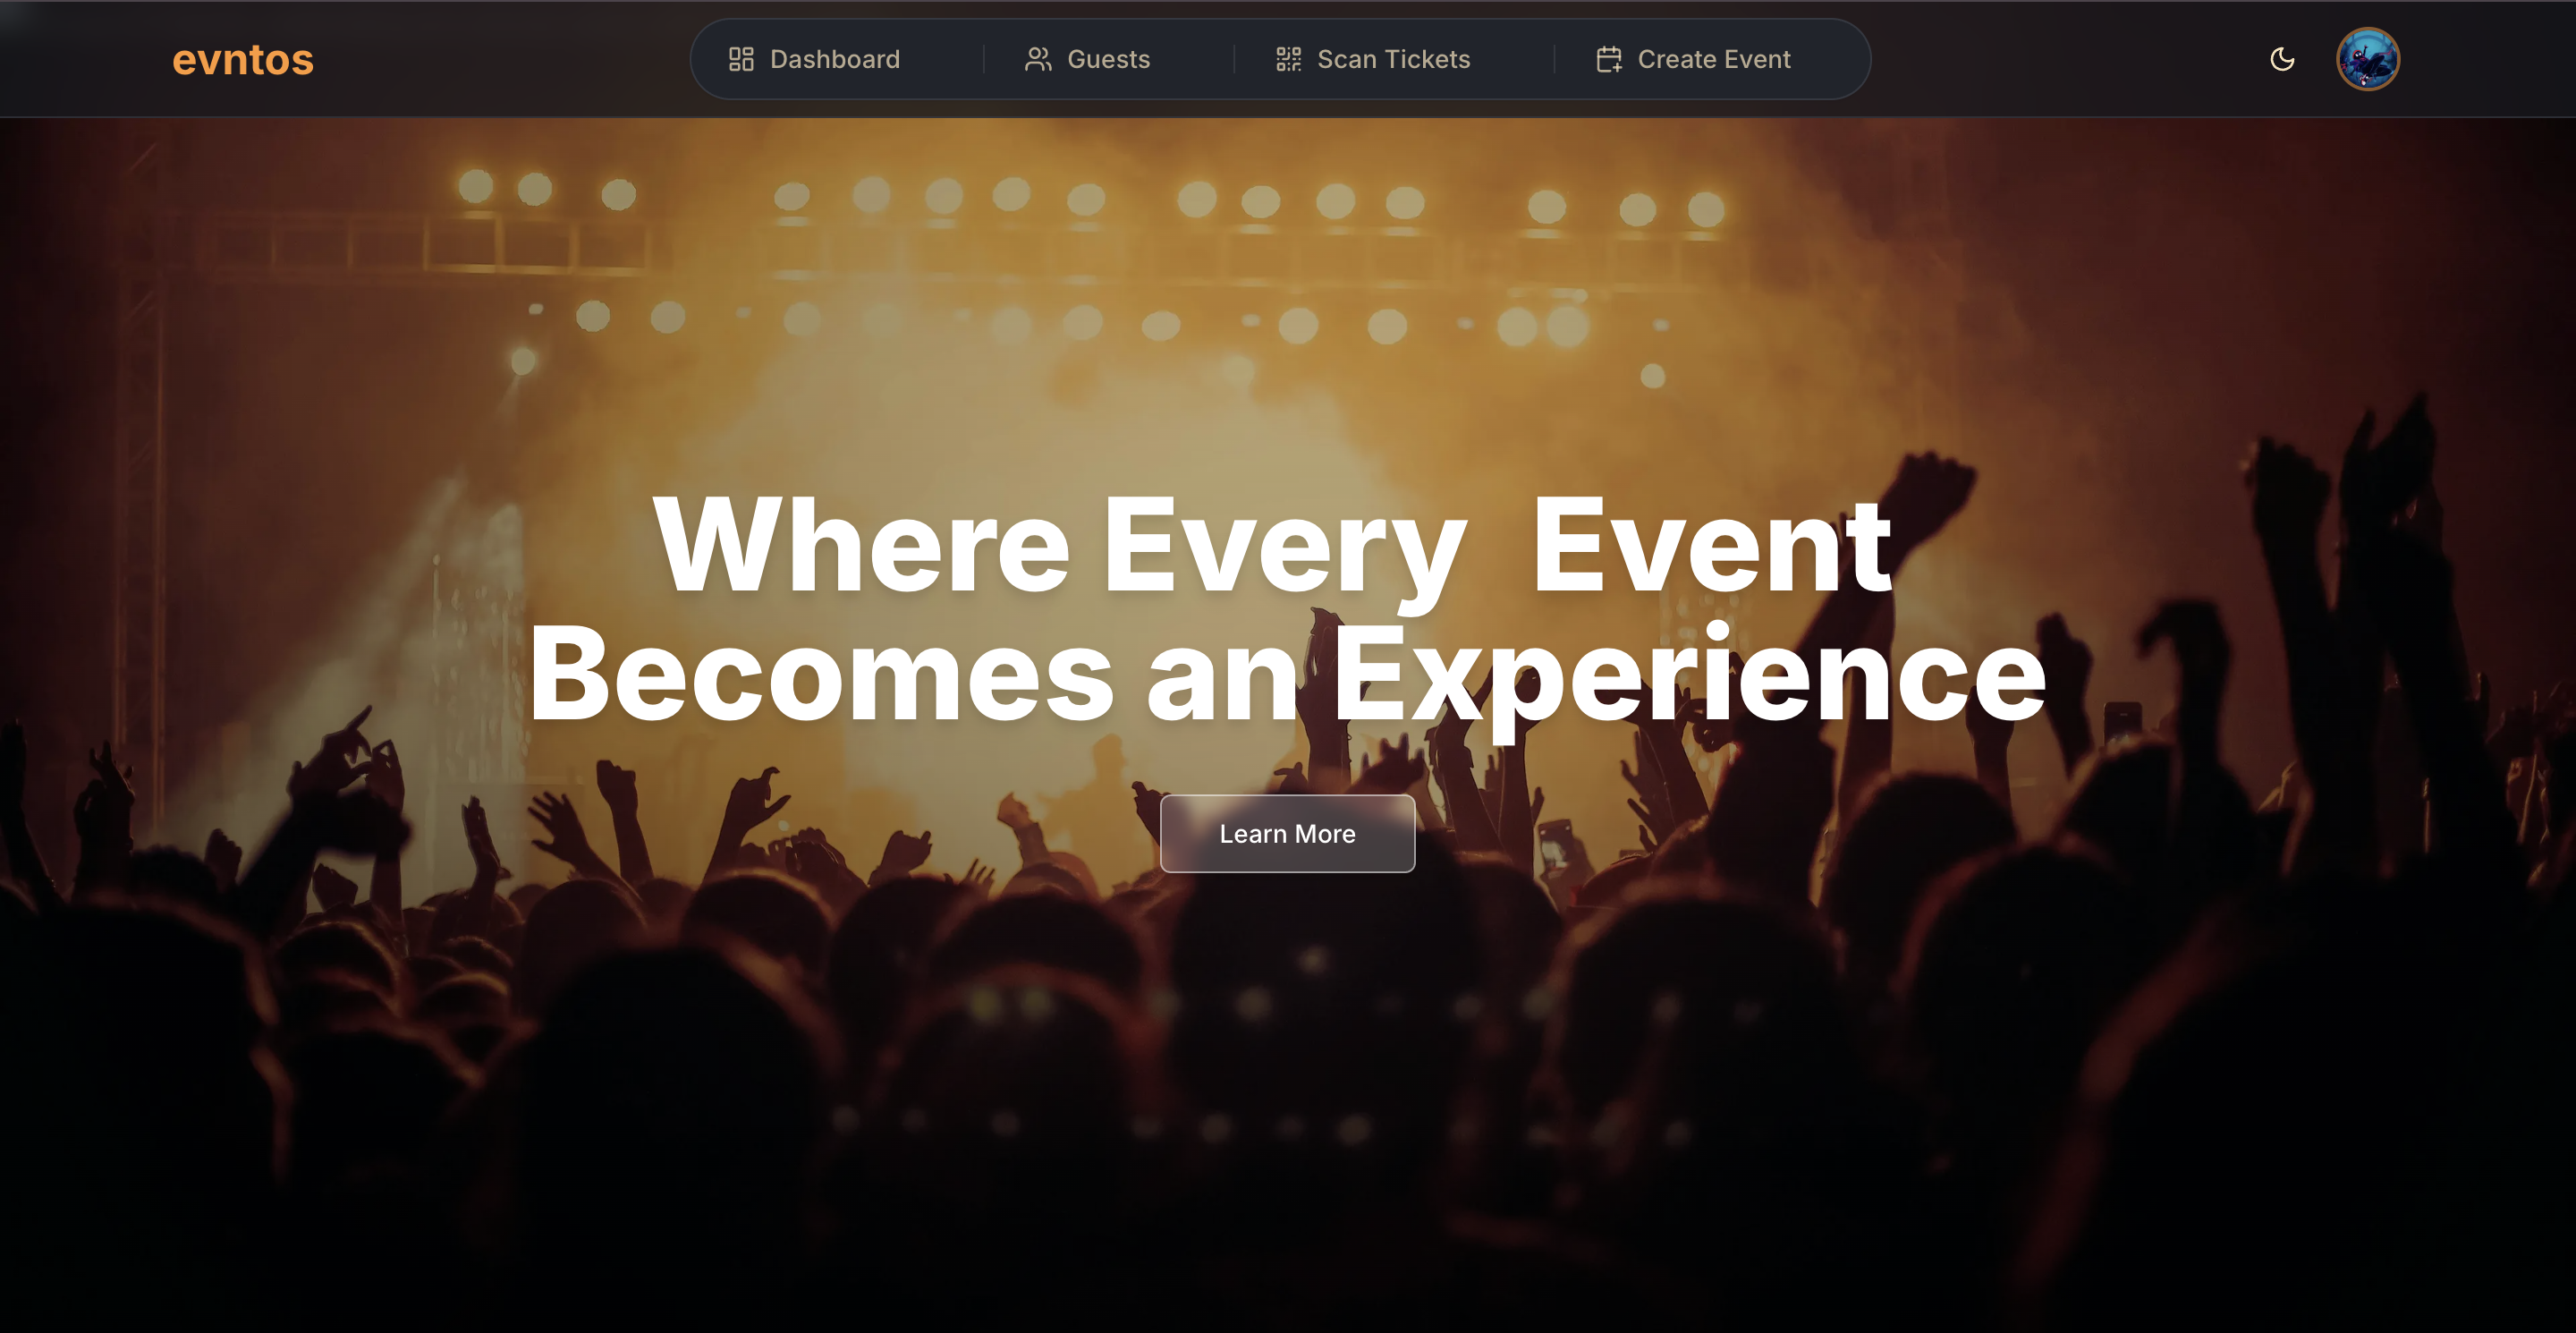 evntos
Dashboard
Guests
Scan Tickets
Create Event
Where Every  Event
Becomes an Experience
Learn More